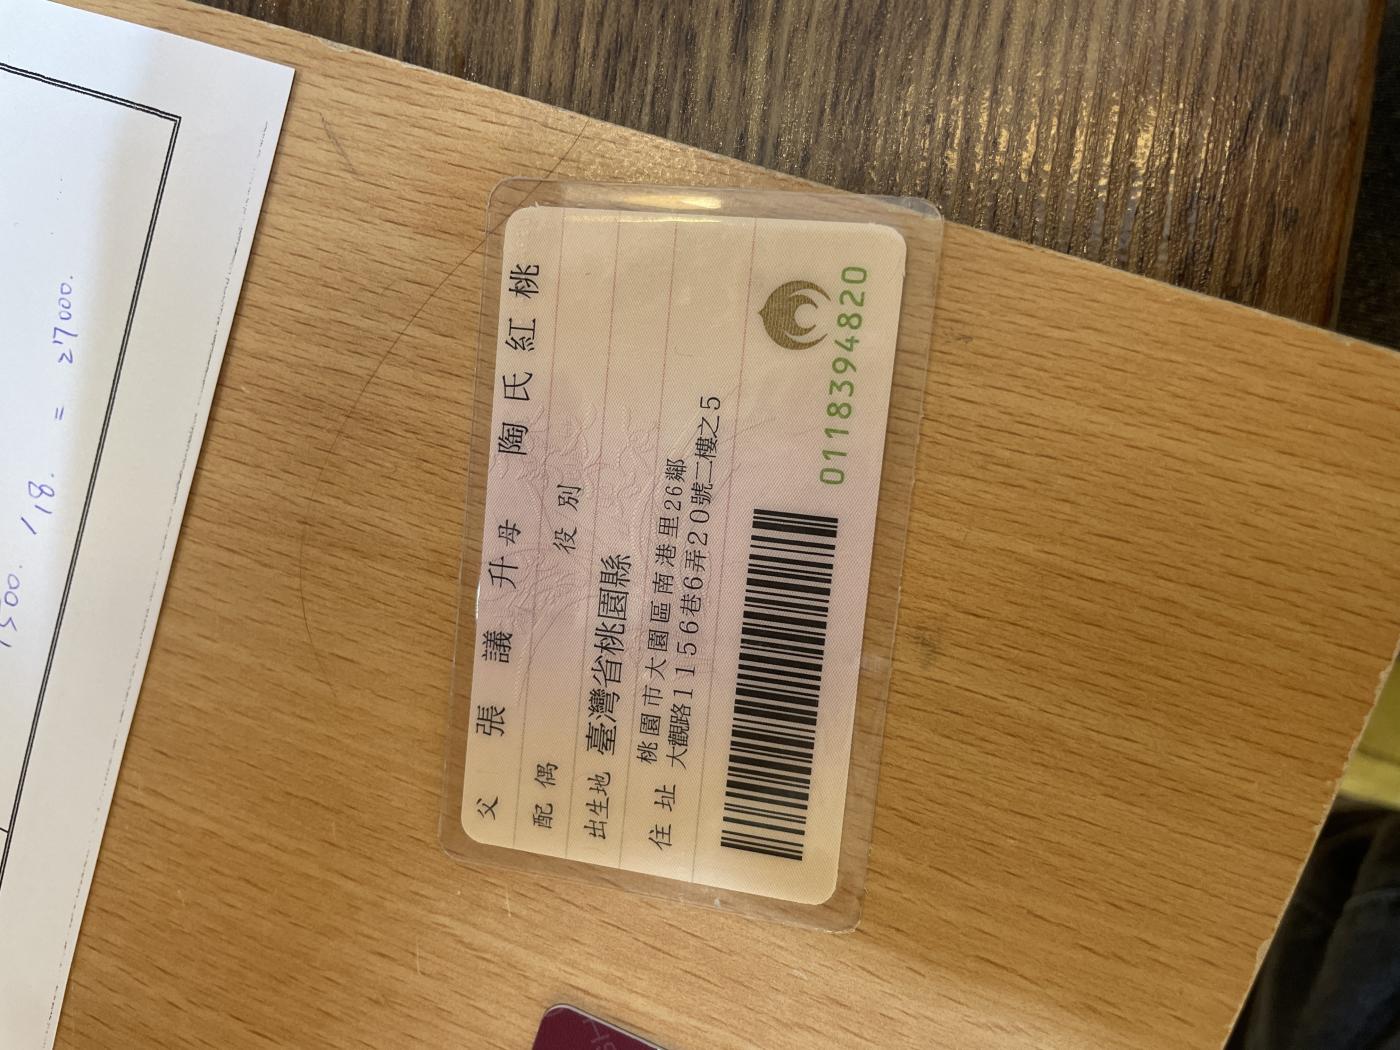 父 張議升 母 陶氏紅桃
配偶 役別
出生地 臺灣省桃園縣
住址 桃園市大園區南港里26鄰
大觀路1156巷6弄20號二樓之5
0118394820
1500. /18. = 27000.